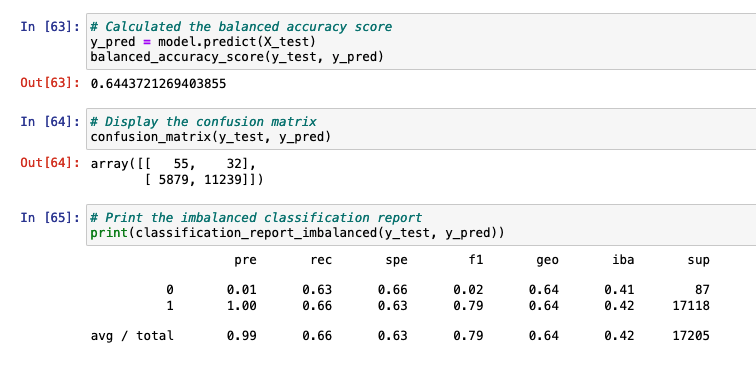 In [63]: # Calculated the balanced accuracy score
y_pred = model.predict(X_test)
balanced_accuracy_score(y_test, y_pred)
Out[63]: 0.6443721269403855
In [64]: # Display the confusion matrix
confusion_matrix(y_test, y_pred)
Out[64]: array([[   55,    32],
       [ 5879, 11239]])
In [65]: # Print the imbalanced classification report
print(classification_report_imbalanced(y_test, y_pred))
pre rec spe f1 geo iba sup
0 0.01 0.63 0.66 0.02 0.64 0.41 87
1 1.00 0.66 0.63 0.79 0.64 0.42 17118
avg / total 0.99 0.66 0.63 0.79 0.64 0.42 17205